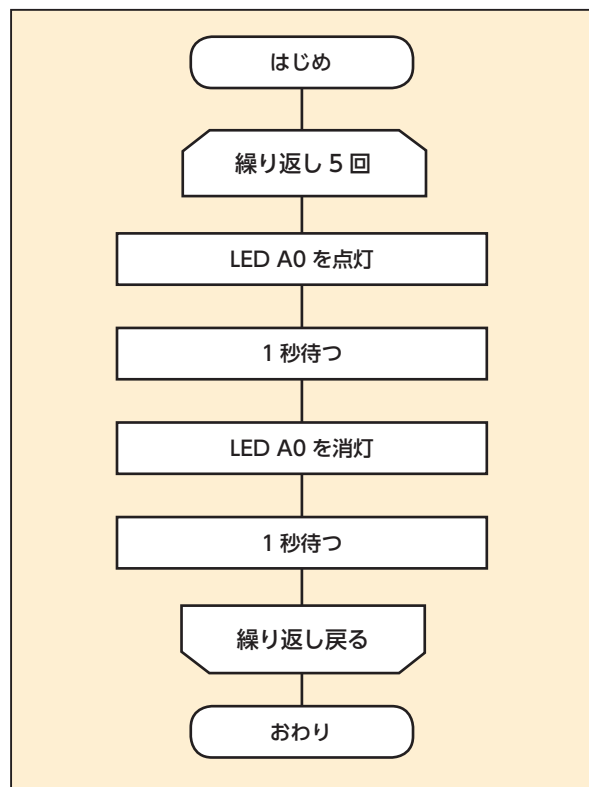 はじめ
繰り返し 5 回
LED A0 を点灯
1 秒待つ
LED A0 を消灯
1 秒待つ
繰り返し戻る
おわり